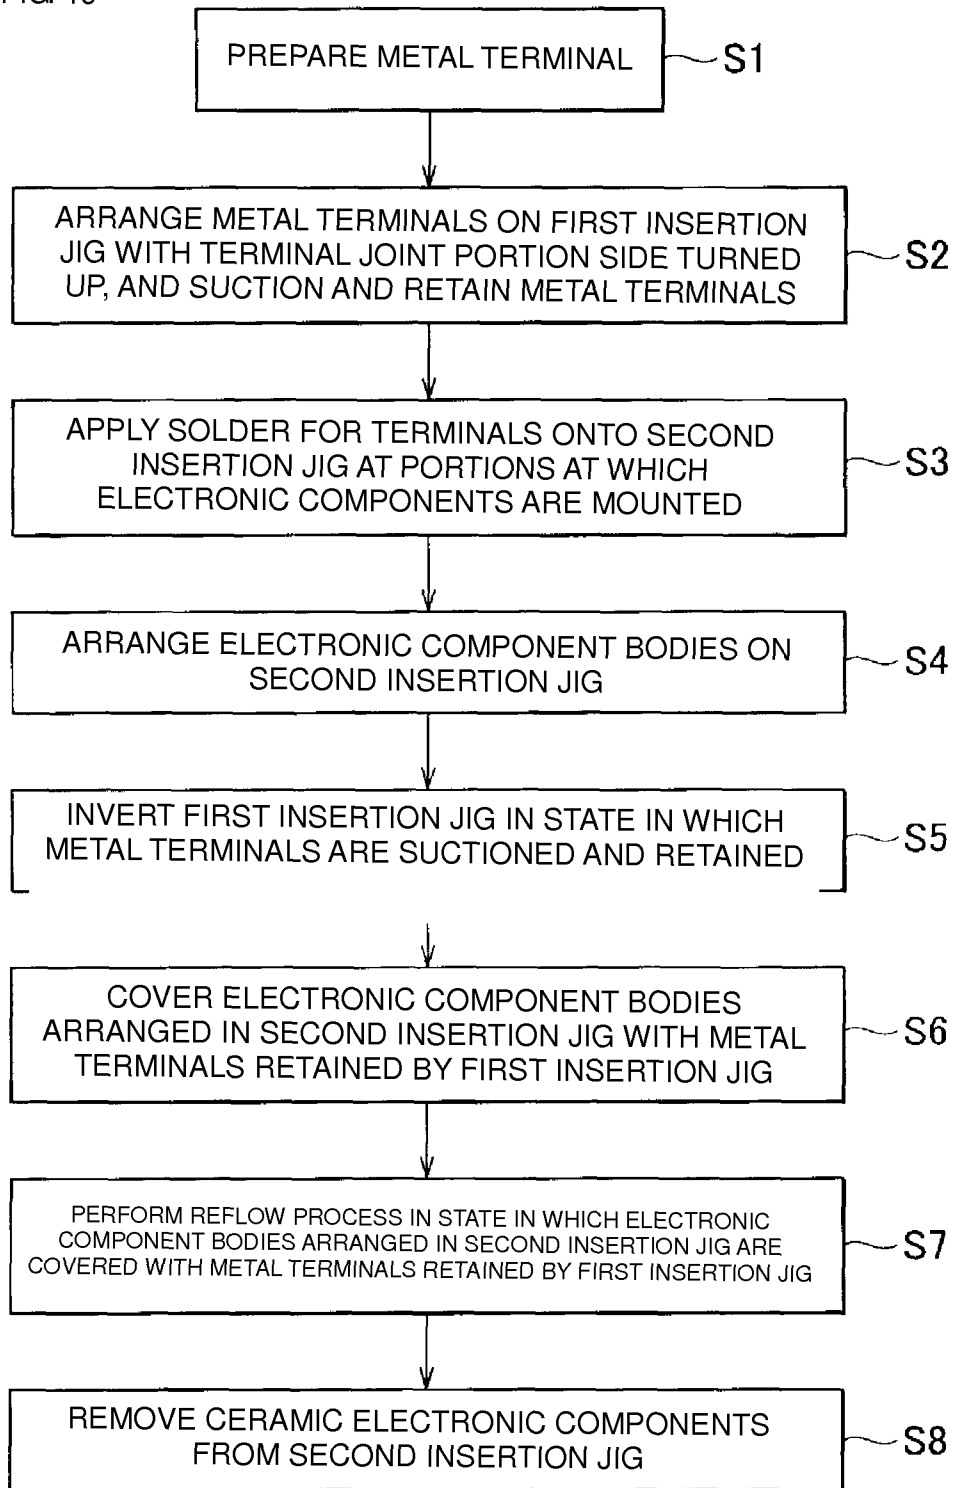 PREPARE METAL TERMINAL
S1
ARRANGE METAL TERMINALS ON FIRST INSERTION
JIG WITH TERMINAL JOINT PORTION SIDE TURNED
UP, AND SUCTION AND RETAIN METAL TERMINALS
S2
APPLY SOLDER FOR TERMINALS ONTO SECOND
INSERTION JIG AT PORTIONS AT WHICH
ELECTRONIC COMPONENTS ARE MOUNTED
S3
ARRANGE ELECTRONIC COMPONENT BODIES ON
SECOND INSERTION JIG
S4
INVERT FIRST INSERTION JIG IN STATE IN WHICH
METAL TERMINALS ARE SUCTIONED AND RETAINED
S5
COVER ELECTRONIC COMPONENT BODIES
ARRANGED IN SECOND INSERTION JIG WITH METAL
TERMINALS RETAINED BY FIRST INSERTION JIG
S6
PERFORM REFLOW PROCESS IN STATE IN WHICH ELECTRONIC
COMPONENT BODIES ARRANGED IN SECOND INSERTION JIG ARE
COVERED WITH METAL TERMINALS RETAINED BY FIRST INSERTION JIG
S7
REMOVE CERAMIC ELECTRONIC COMPONENTS
FROM SECOND INSERTION JIG
S8